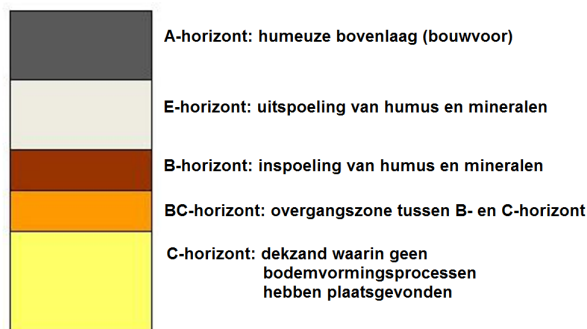 A-horizont: humeuze bovenlaag (bouwvoor)
E-horizont: uitspoeling van humus en mineralen
B-horizont: inspoeling van humus en mineralen
BC-horizont: overgangszone tussen B- en C-horizont
C-horizont: dekzand waarin geen
bodemvormingsprocessen
hebben plaatsgevonden